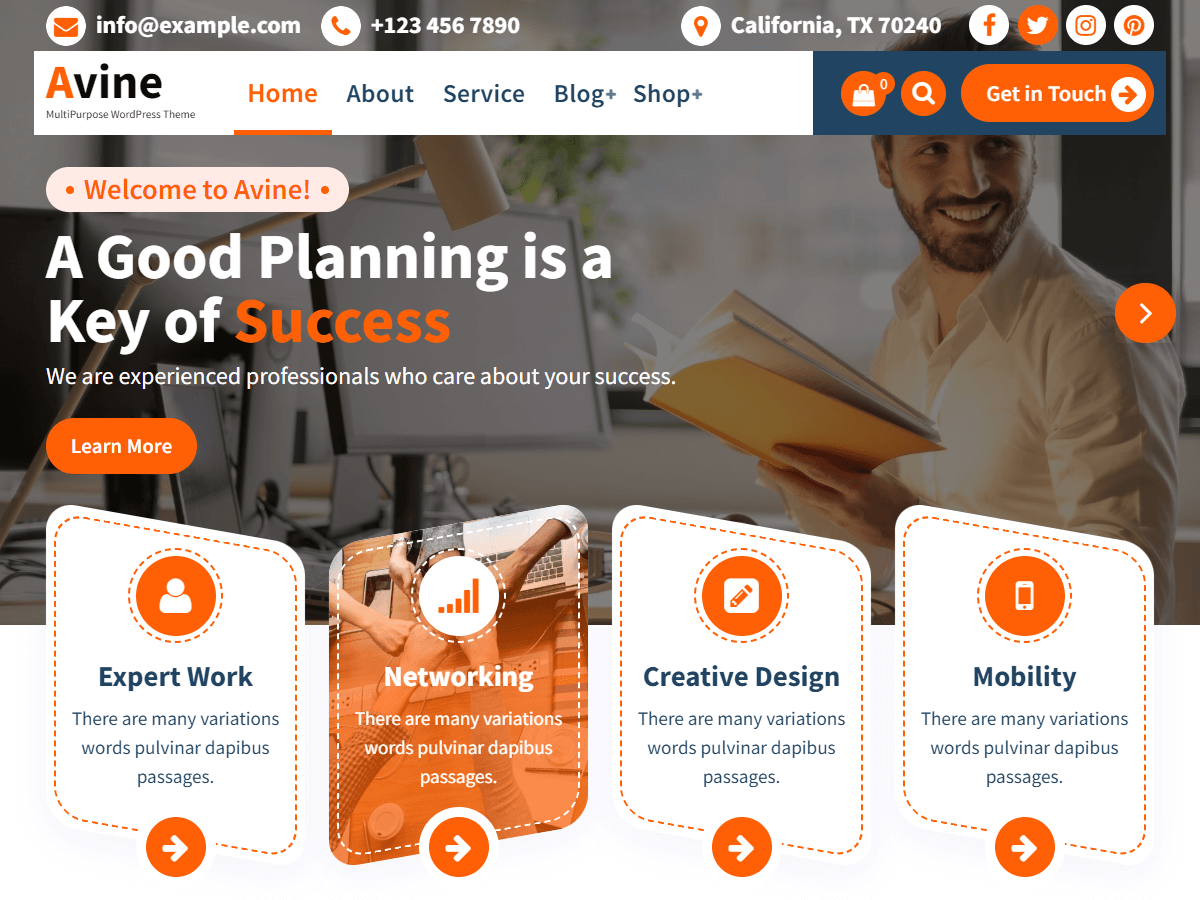 info@example.com
+123 456 7890
California, TX 70240
Avine
MultiPurpose WordPress Theme
Home
About
Service
Blog+
Shop+
0
Get in Touch
• Welcome to Avine! •
A Good Planning is a
Key of Success
We are experienced professionals who care about your success.
Learn More
Expert Work
There are many variations
words pulvinar dapibus
passages.
Networking
There are many variations
words pulvinar dapibus
passages.
Creative Design
There are many variations
words pulvinar dapibus
passages.
Mobility
There are many variations
words pulvinar dapibus
passages.